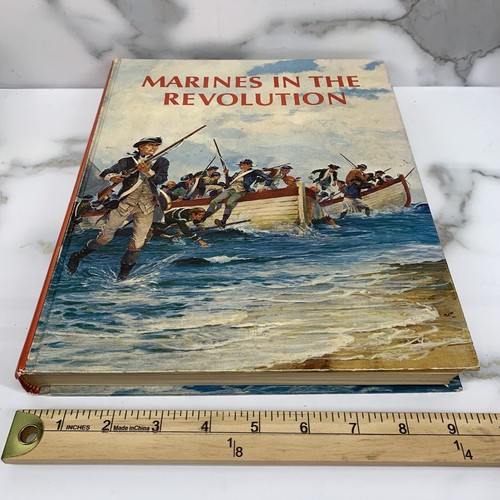 MARINES IN THE
REVOLUTION
1 INCHES 2 Made in China 3 4 5 6 7 8 9
1/8 1/4